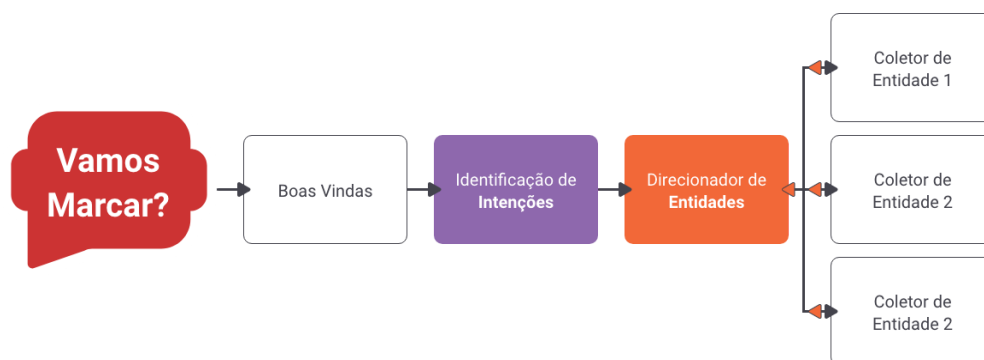 Vamos
Marcar?
Boas Vindas
Identificação de
Intenções
Direcionador de
Entidades
Coletor de
Entidade 1
Coletor de
Entidade 2
Coletor de
Entidade 2